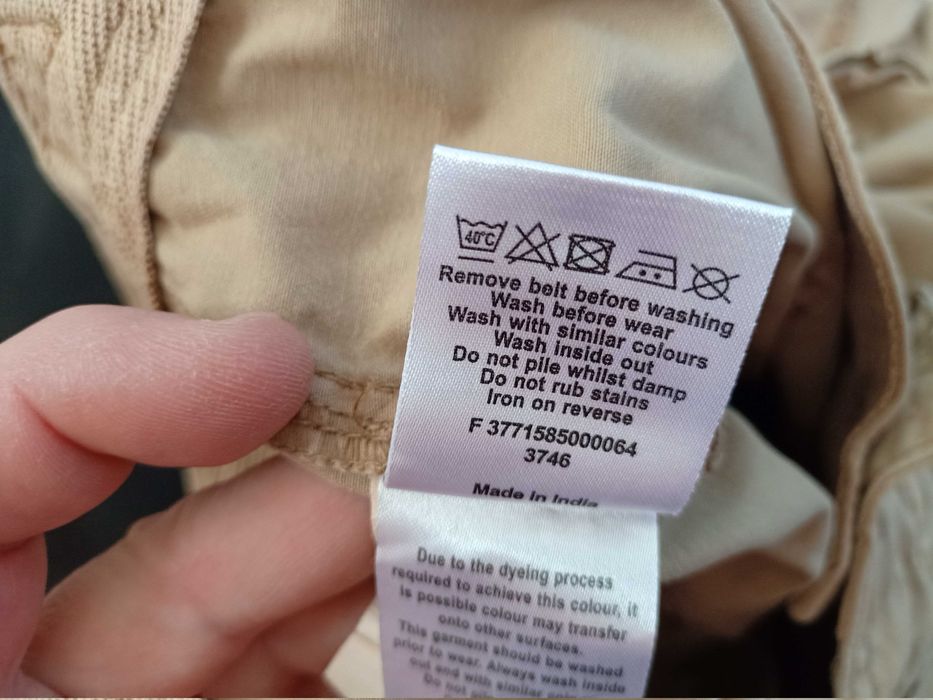 40°C
Remove belt before washing
Wash before wear
Wash with similar colours
Wash inside out
Do not pile whilst damp
Do not rub stains
Iron on reverse
F 3771585000064
3746
Made in India
Due to the dyeing process
required to achieve this colour, it
is possible colour may transfer
onto other surfaces.
This garment should be washed
prior to wear. Always wash inside
out and with similar
Do not